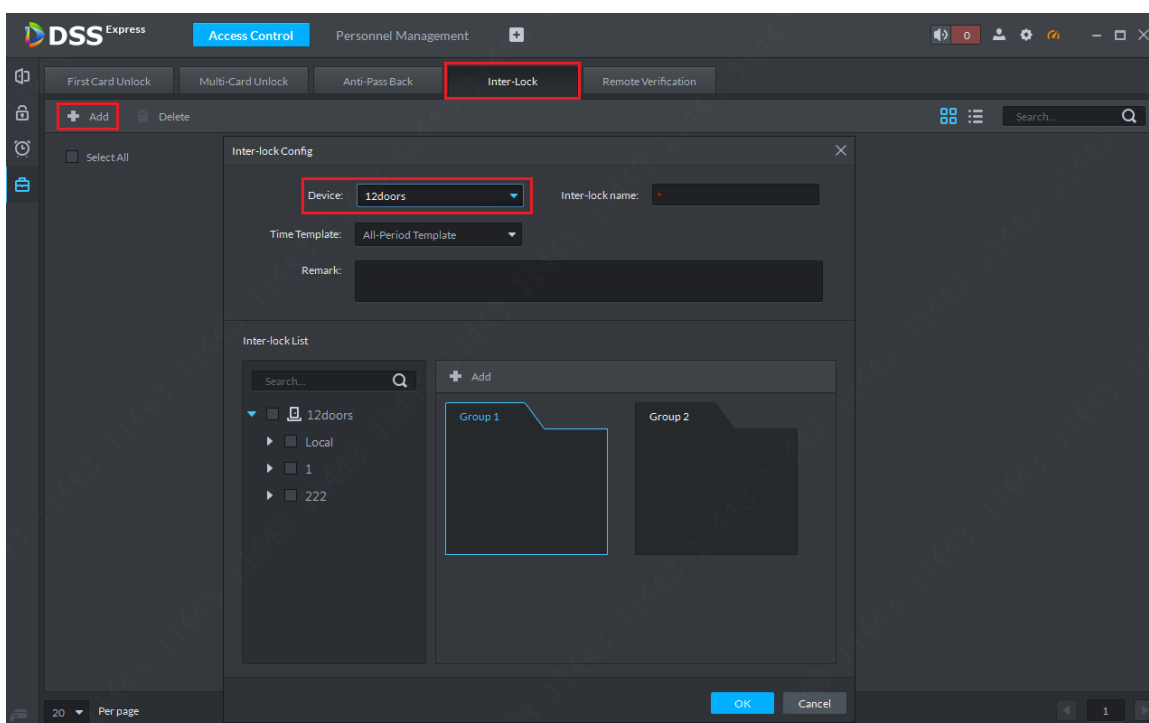 DSS Express Access Control Personnel Management 0
First Card Unlock Multi-Card Unlock Anti-Pass Back Inter-Lock Remote Verification
Add Delete Search...
Select All
Inter-lock Config
Device: 12doors Inter-lock name: *
Time Template: All-Period Template
Remark:
Inter-lock List
Search... Add
12doors
Local
1
222
Group 1 Group 2
OK Cancel
20 Per page 1
11443 11443